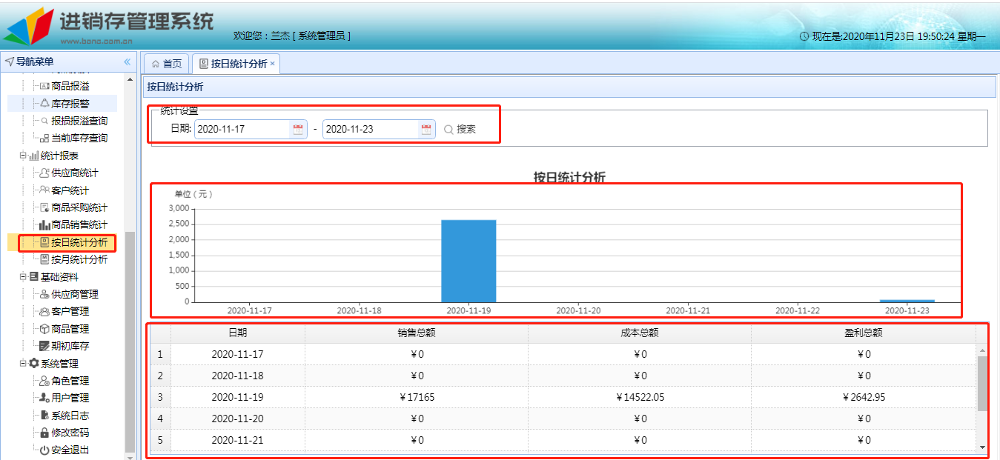 进销存管理系统
www.banc.com.cn
欢迎您：兰杰 [ 系统管理员 ]
现在是:2020年11月23日 19:50:24 星期一
导航菜单
商品报溢
库存报警
报损报溢查询
当前库存查询
统计报表
供应商统计
客户统计
商品采购统计
商品销售统计
按日统计分析
按月统计分析
基础资料
供应商管理
客户管理
商品管理
期初库存
系统管理
角色管理
用户管理
系统日志
修改密码
安全退出
首页 按日统计分析
按日统计分析
统计设置
日期: 2020-11-17 - 2020-11-23 搜索
按日统计分析
单位（元）
3,000
2,500
2,000
1,500
1,000
500
0
2020-11-17 2020-11-18 2020-11-19 2020-11-20 2020-11-21 2020-11-22 2020-11-23
日期 销售总额 成本总额 盈利总额
1 2020-11-17 ￥0 ￥0 ￥0
2 2020-11-18 ￥0 ￥0 ￥0
3 2020-11-19 ￥17165 ￥14522.05 ￥2642.95
4 2020-11-20 ￥0 ￥0 ￥0
5 2020-11-21 ￥0 ￥0 ￥0